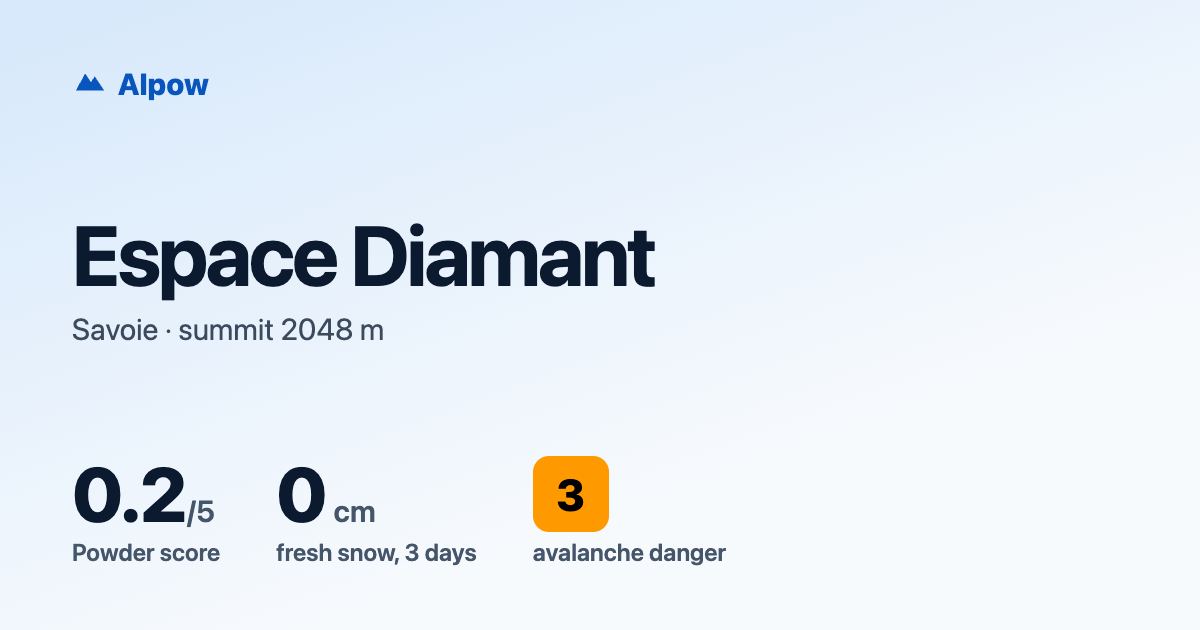 Alpow
Espace Diamant
Savoie · summit 2048 m
0.2/5
Powder score
0 cm
fresh snow, 3 days
3
avalanche danger